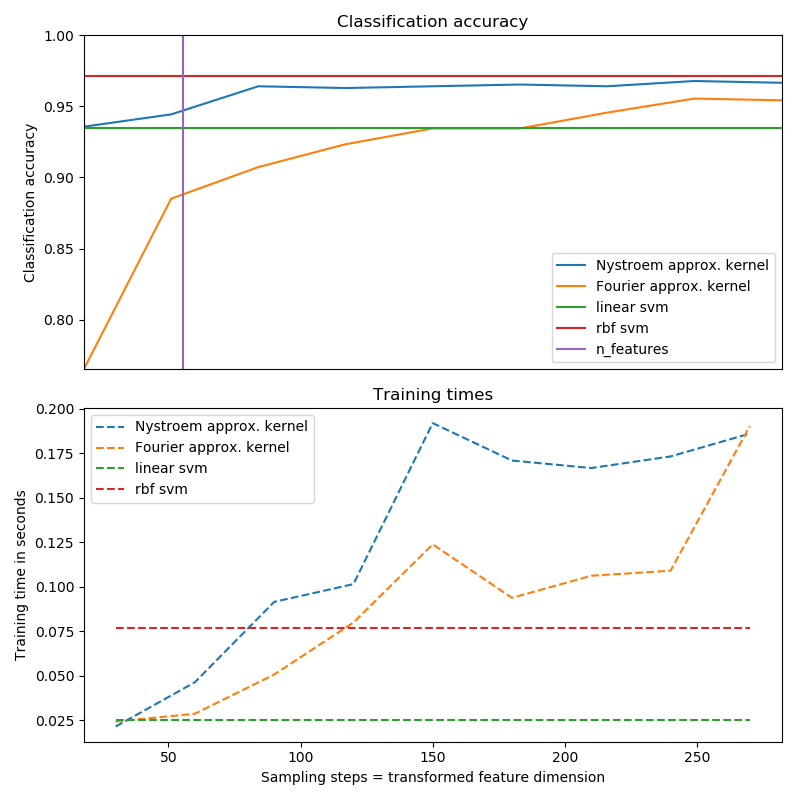 Classification accuracy
1.00
0.95
0.90
0.85
0.80
Classification accuracy
Nystroem approx. kernel
Fourier approx. kernel
linear svm
rbf svm
n_features
Training times
0.200
0.175
0.150
0.125
0.100
0.075
0.050
0.025
Training time in seconds
Nystroem approx. kernel
Fourier approx. kernel
linear svm
rbf svm
50
100
150
200
250
Sampling steps = transformed feature dimension